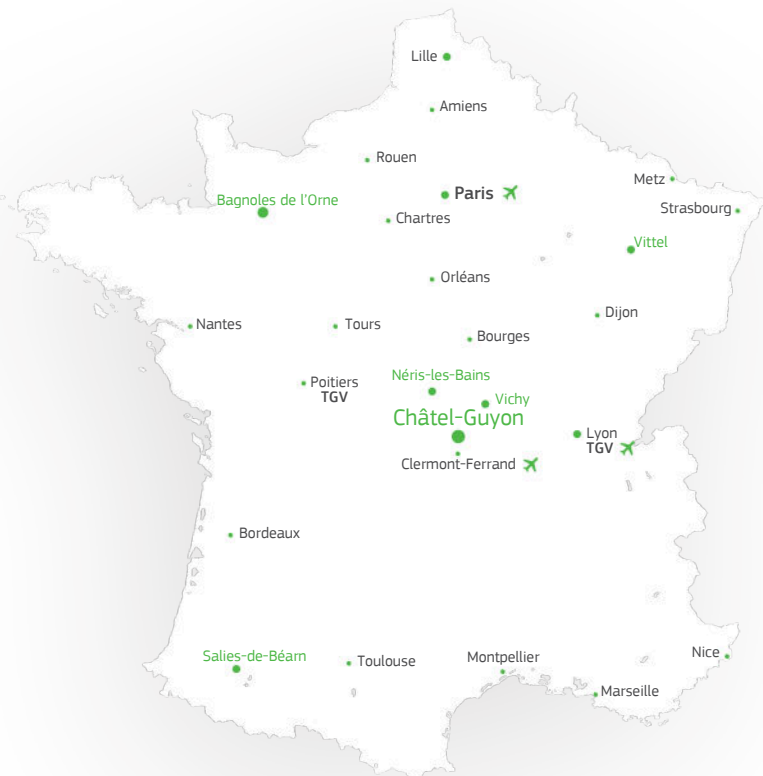 Lille
Amiens
Rouen
Metz
Paris
Bagnoles de l'Orne
Strasbourg
Chartres
Vittel
Orléans
Dijon
Nantes
Tours
Bourges
Néris-les-Bains
Poitiers
TGV
Vichy
Châtel-Guyon
Lyon
TGV
Clermont-Ferrand
Bordeaux
Salies-de-Béarn
Toulouse
Montpellier
Nice
Marseille